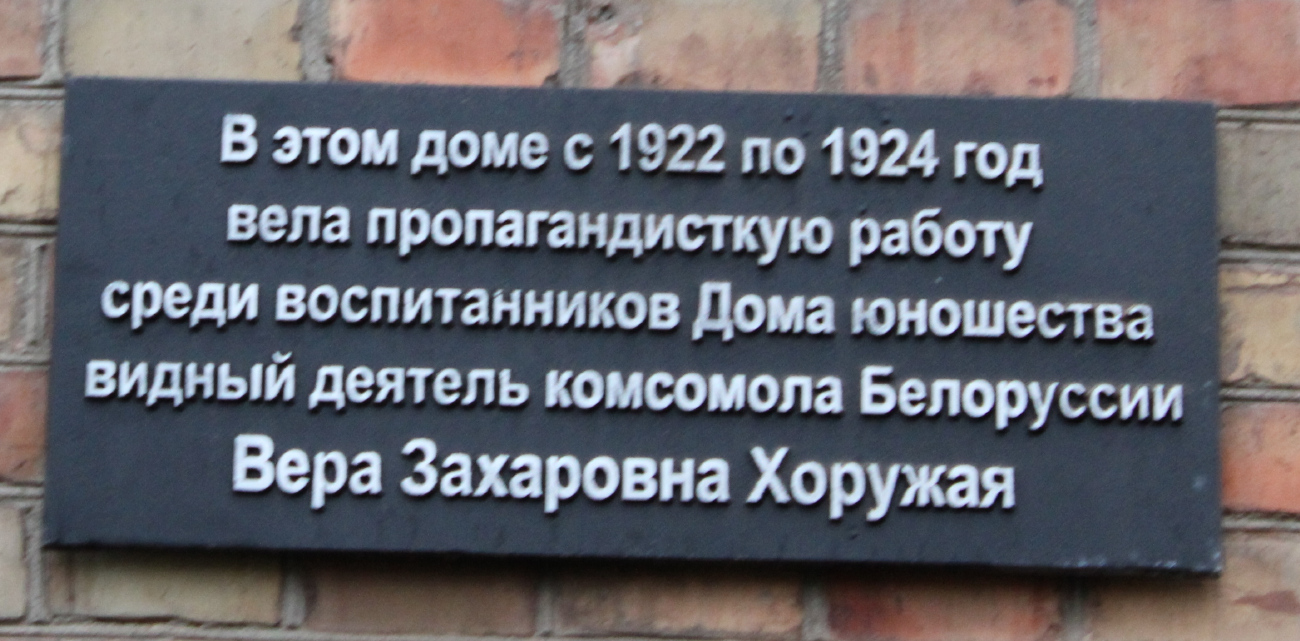 В этом доме с 1922 по 1924 год
вела пропагандисткую работу
среди воспитанников Дома юношества
видный деятель комсомола Белоруссии
Вера Захаровна Хоружая